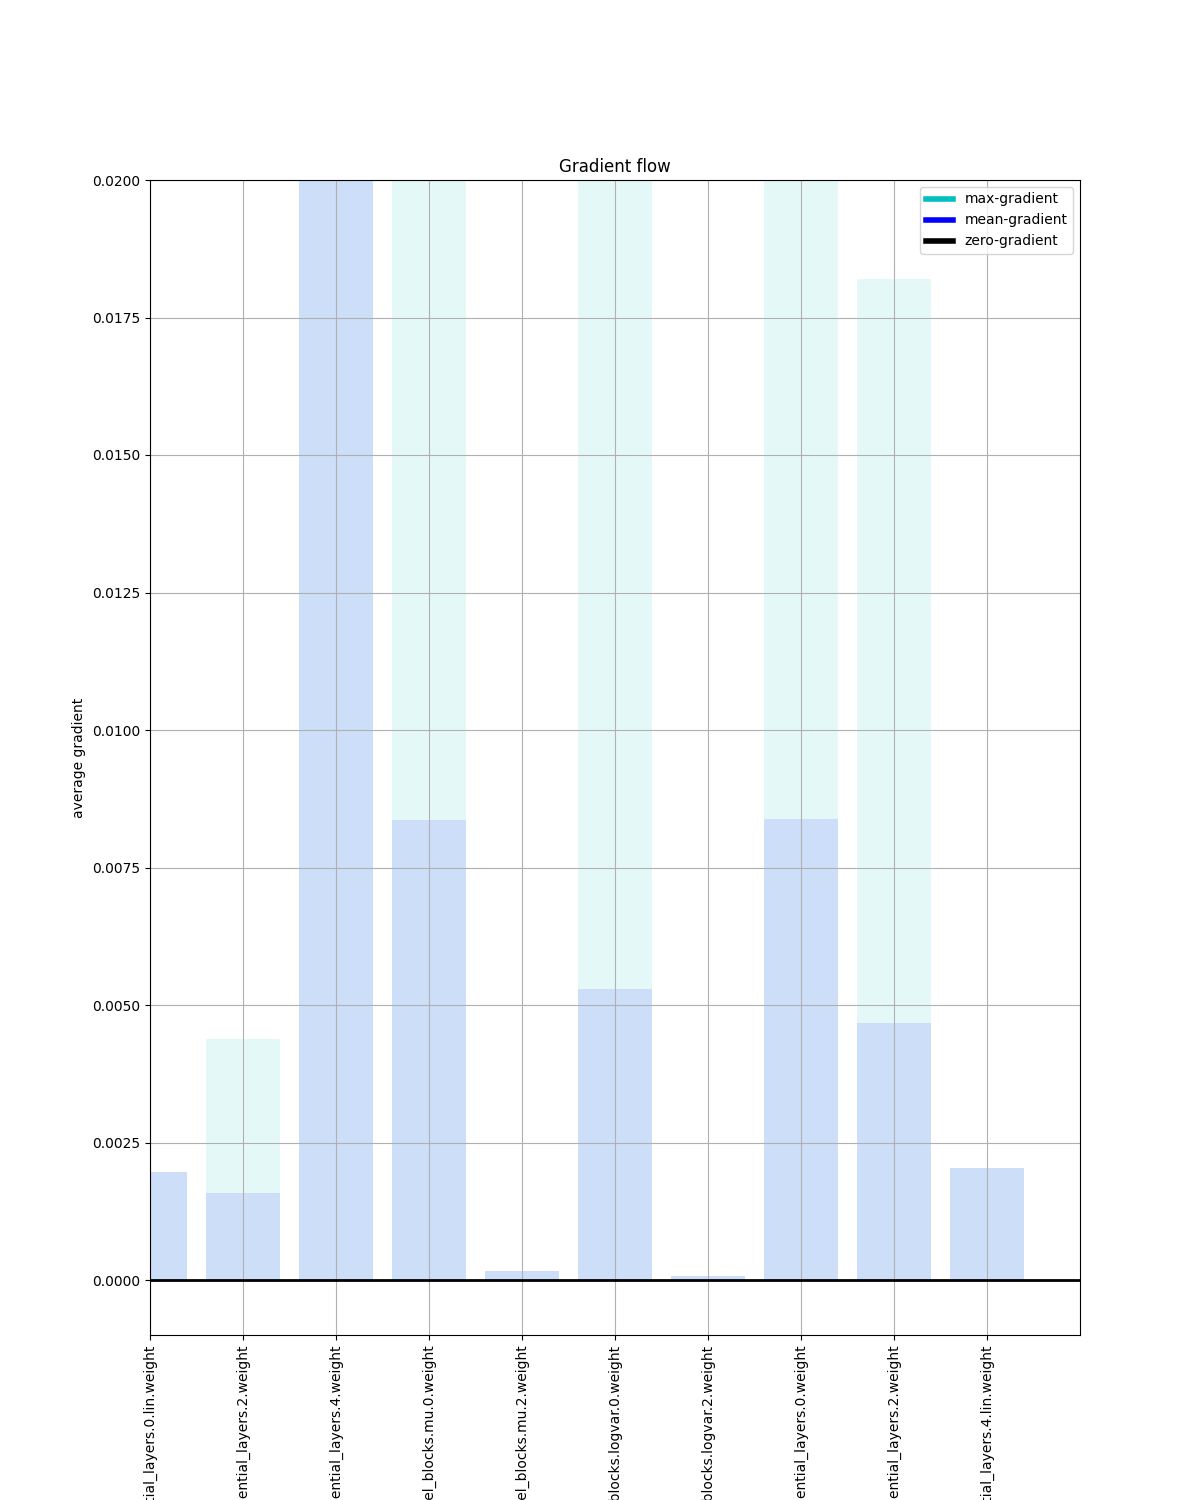 Gradient flow
max-gradient
mean-gradient
zero-gradient
average gradient
0.0200
0.0175
0.0150
0.0125
0.0100
0.0075
0.0050
0.0025
0.0000
tial_layers.0.lin.weight
ential_layers.2.weight
ential_layers.4.weight
el_blocks.mu.0.weight
el_blocks.mu.2.weight
blocks.logvar.0.weight
blocks.logvar.2.weight
ential_layers.0.weight
ential_layers.2.weight
tial_layers.4.lin.weight